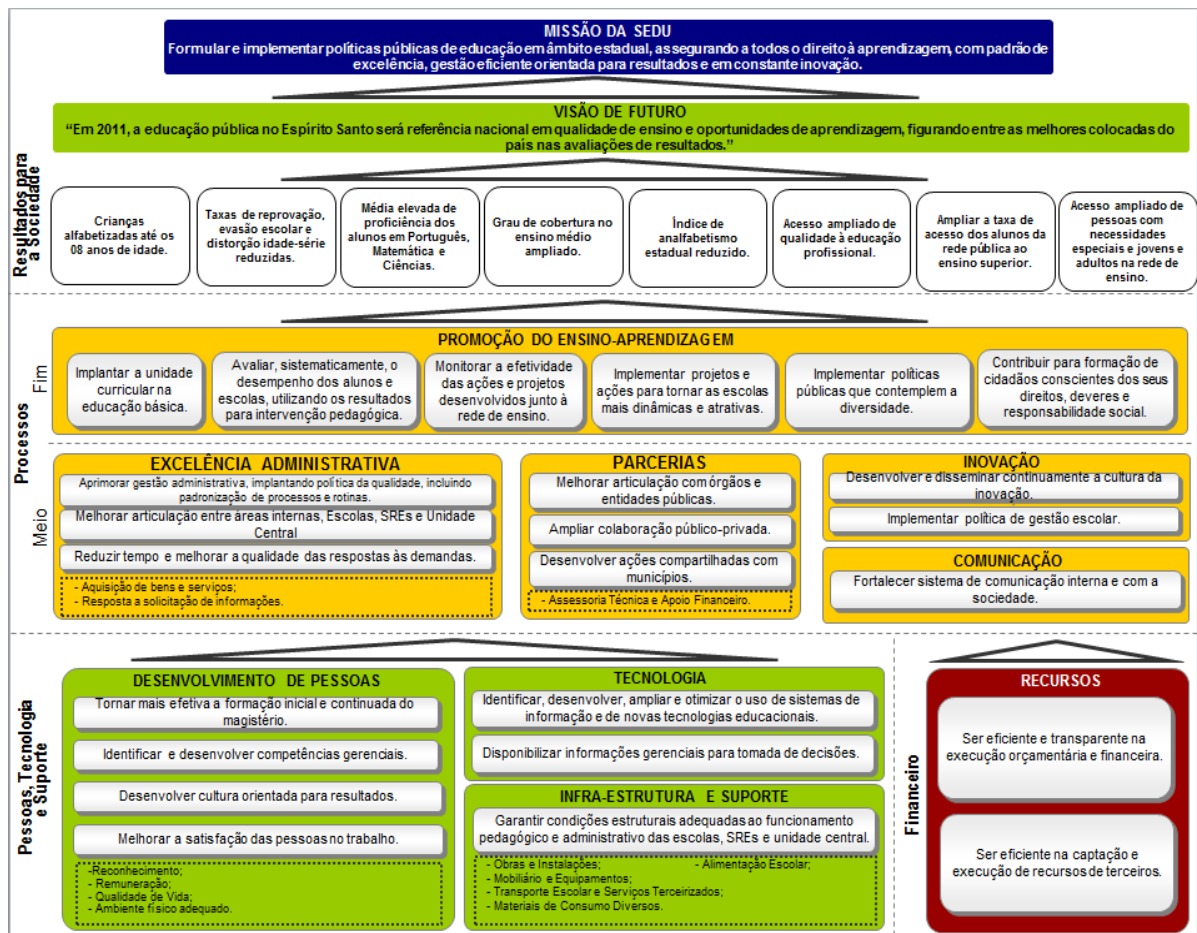 MISSÃO DA SEDU
Formular e implementar políticas públicas de educação em âmbito estadual, assegurando a todos o direito à aprendizagem, com padrão de
excelência, gestão eficiente orientada para resultados e em constante inovação.
VISÃO DE FUTURO
“Em 2011, a educação pública no Espírito Santo será referência nacional em qualidade de ensino e oportunidades de aprendizagem, figurando entre as melhores colocadas do
país nas avaliações de resultados.”
Resultados para
a Sociedade
Crianças
alfabetizadas até os
08 anos de idade.
Taxas de reprovação,
evasão escolar e
distorção idade-série
reduzidas.
Média elevada de
proficiência dos
alunos em Português,
Matemática e
Ciências.
Grau de cobertura no
ensino médio
ampliado.
Índice de
analfabetismo
estadual reduzido.
Acesso ampliado de
qualidade à educação
profissional.
Ampliar a taxa de
acesso dos alunos da
rede pública ao
ensino superior.
Acesso ampliado de
pessoas com
necessidades
especiais e jovens e
adultos na rede de
ensino.
Processos
Fim
PROMOÇÃO DO ENSINO-APRENDIZAGEM
Implantar a unidade
curricular na
educação básica.
Avaliar, sistematicamente, o
desempenho dos alunos e
escolas, utilizando os resultados
para intervenção pedagógica.
Monitorar a efetividade
das ações e projetos
desenvolvidos junto à
rede de ensino.
Implementar projetos e
ações para tornar as escolas
mais dinâmicas e atrativas.
Implementar políticas
públicas que contemplem a
diversidade.
Contribuir para formação de
cidadãos conscientes dos seus
direitos, deveres e
responsabilidade social.
Meio
EXCELÊNCIA ADMINISTRATIVA
Aprimorar gestão administrativa, implantando política da qualidade, incluindo
padronização de processos e rotinas.
Melhorar articulação entre áreas internas, Escolas, SREs e Unidade
Central
Reduzir tempo e melhorar a qualidade das respostas às demandas.
- Aquisição de bens e serviços;
- Resposta a solicitação de informações.
PARCERIAS
Melhorar articulação com órgãos e
entidades públicas.
Ampliar colaboração público-privada.
Desenvolver ações compartilhadas com
municípios.
- Assessoria Técnica e Apoio Financeiro.
INOVAÇÃO
Desenvolver e disseminar continuamente a cultura da
inovação.
Implementar política de gestão escolar.
COMUNICAÇÃO
Fortalecer sistema de comunicação interna e com a
sociedade.
Pessoas, Tecnologia
e Suporte
DESENVOLVIMENTO DE PESSOAS
Tornar mais efetiva a formação inicial e continuada do
magistério.
Identificar e desenvolver competências gerenciais.
Desenvolver cultura orientada para resultados.
Melhorar a satisfação das pessoas no trabalho.
-Reconhecimento;
- Remuneração;
- Qualidade de Vida;
- Ambiente físico adequado.
TECNOLOGIA
Identificar, desenvolver, ampliar e otimizar o uso de sistemas de
informação e de novas tecnologias educacionais.
Disponibilizar informações gerenciais para tomada de decisões.
INFRA-ESTRUTURA E SUPORTE
Garantir condições estruturais adequadas ao funcionamento
pedagógico e administrativo das escolas, SREs e unidade central.
- Obras e Instalações; - Alimentação Escolar;
- Mobiliário e Equipamentos;
- Transporte Escolar e Serviços Terceirizados;
- Materiais de Consumo Diversos.
Financeiro
RECURSOS
Ser eficiente e transparente na
execução orçamentária e financeira.
Ser eficiente na captação e
execução de recursos de terceiros.